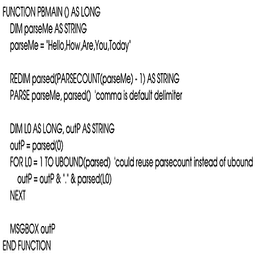 FUNCTION PBMAIN () AS LONG
DIM parseMe AS STRING
parseMe = "Hello,How,Are,You,Today"
REDIM parsed(PARSECOUNT(parseMe) - 1) AS STRING
PARSE parseMe, parsed()  'comma is default delimiter
DIM L0 AS LONG, outP AS STRING
outP = parsed(0)
FOR L0 = 1 TO UBOUND(parsed)  'could reuse parsecount instead of ubound
outP = outP & "." & parsed(L0)
NEXT
MSGBOX outP
END FUNCTION